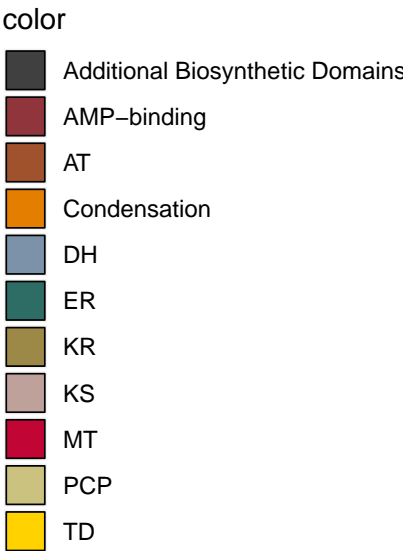 color
Additional Biosynthetic Domains
AMP−binding
AT
Condensation
DH
ER
KR
KS
MT
PCP
TD